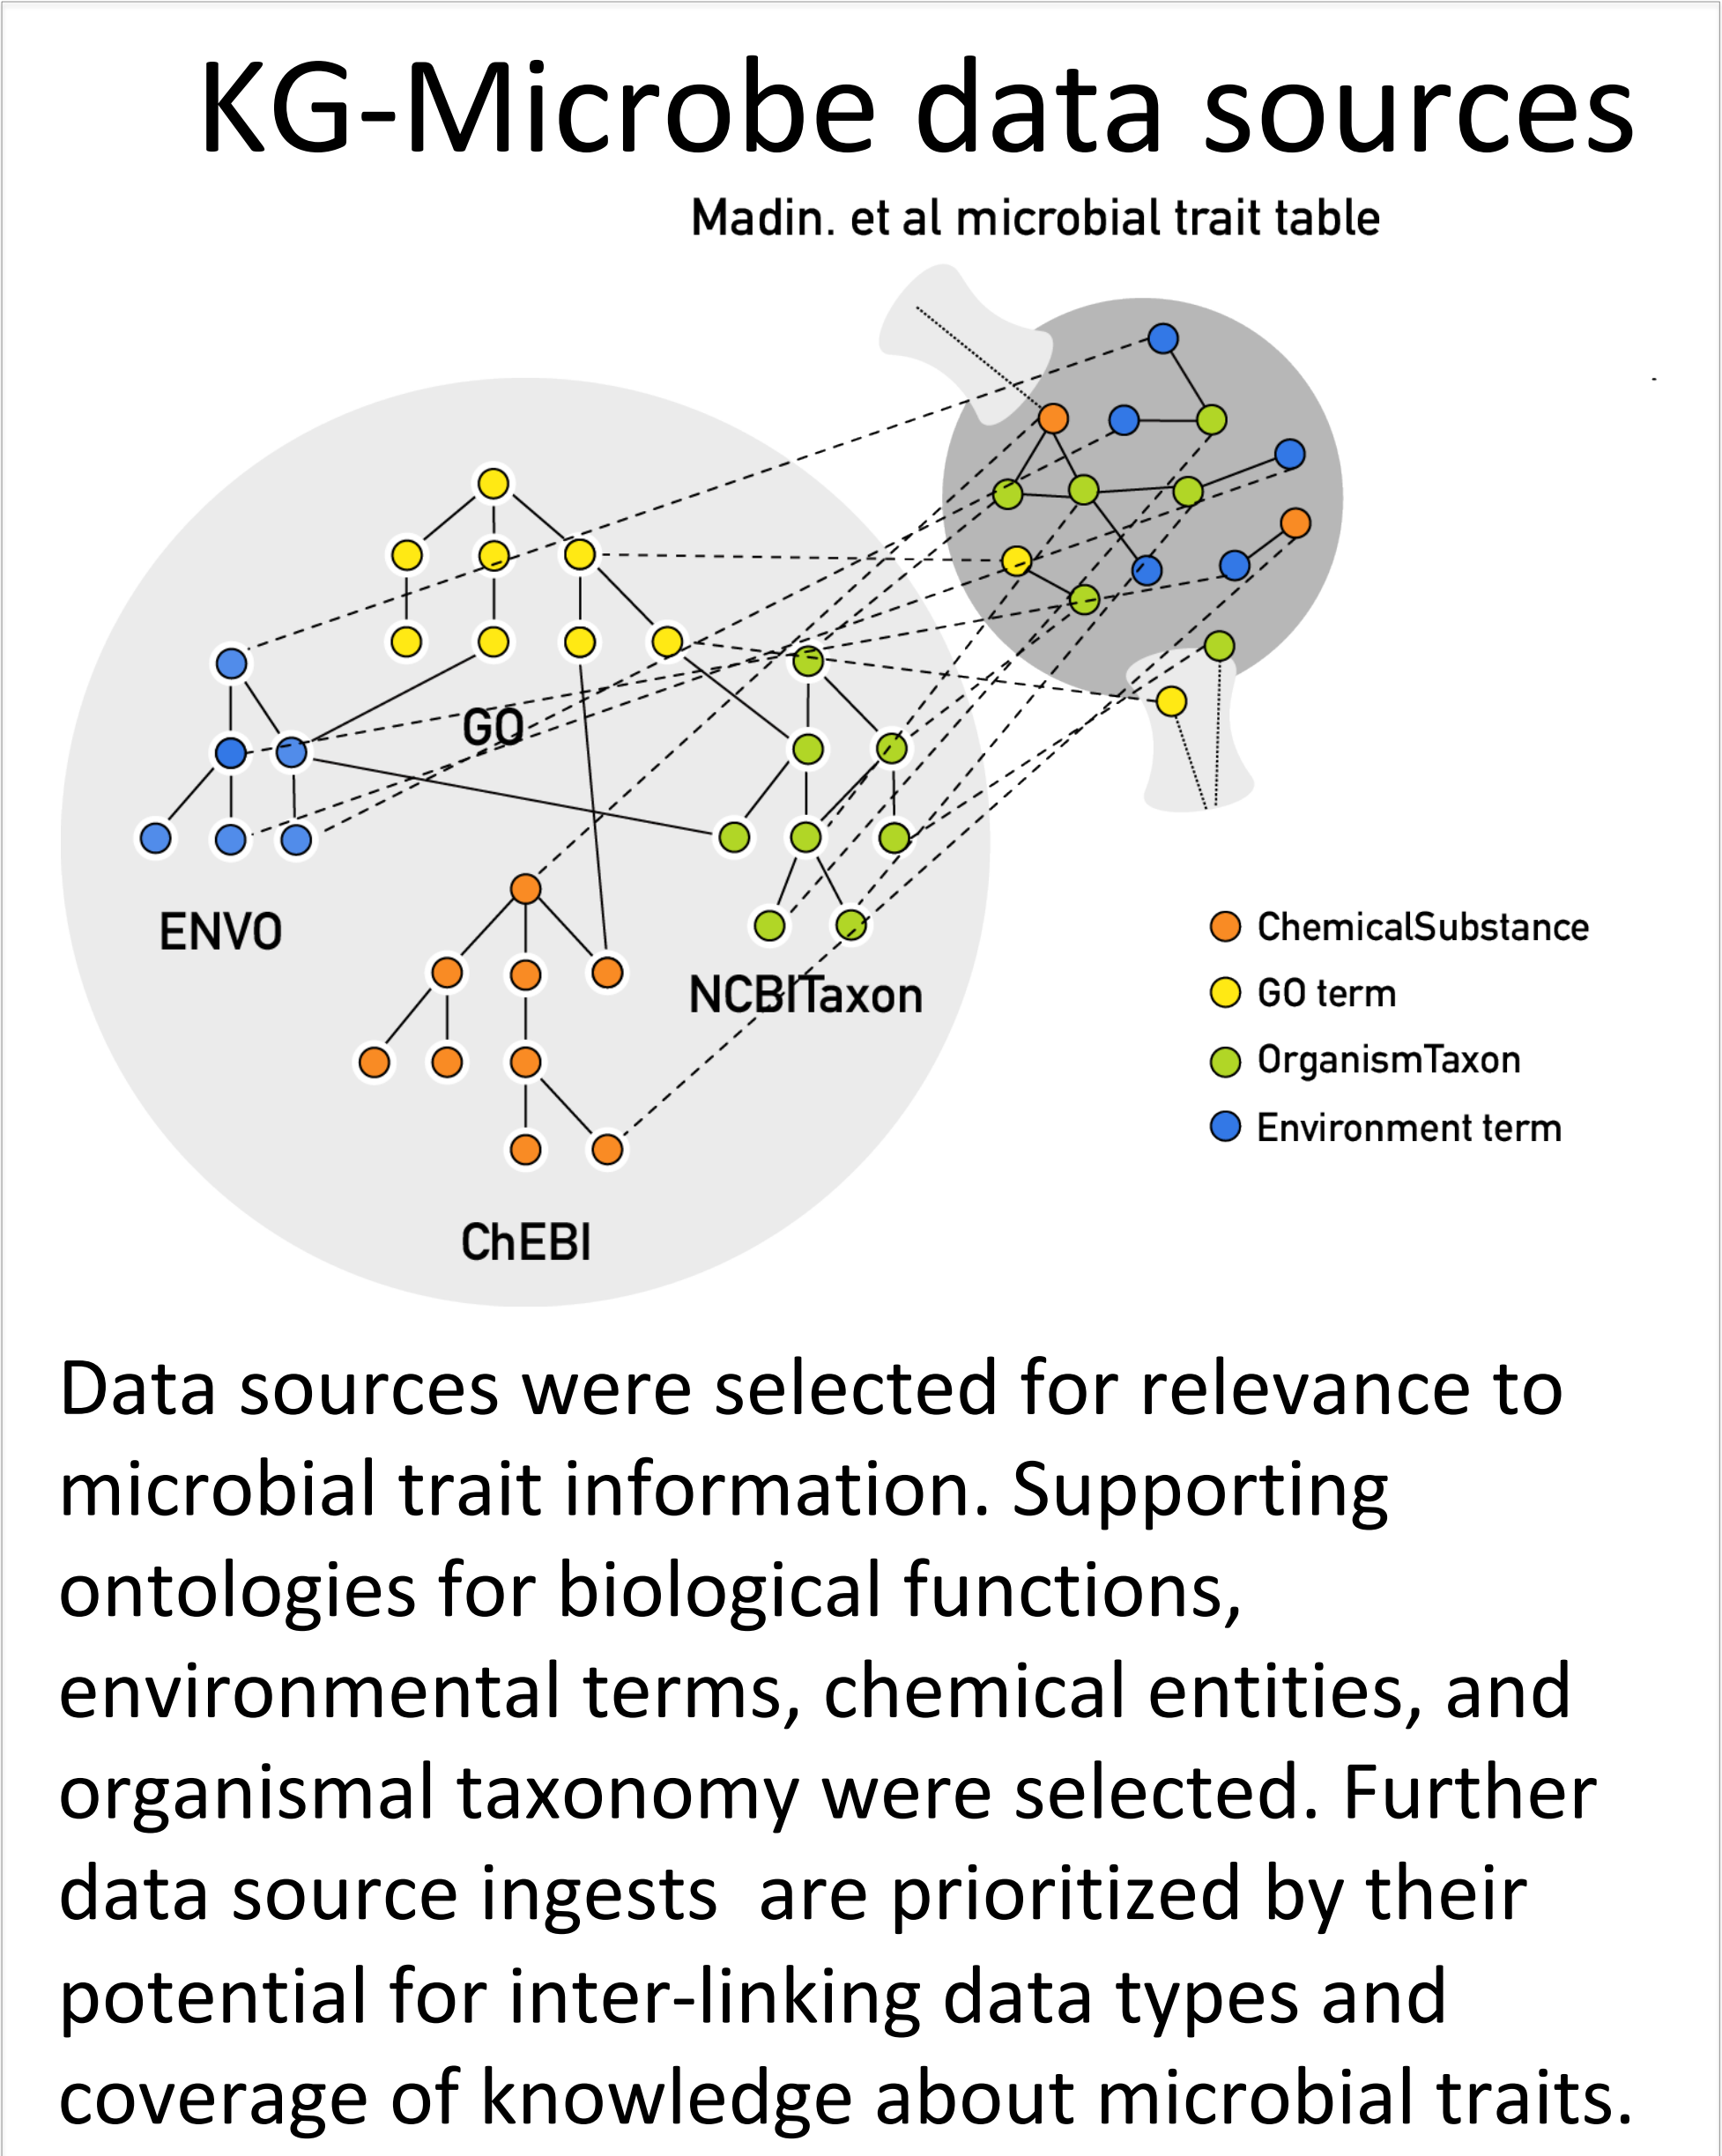 KG-Microbe data sources
Madin. et al microbial trait table
GO
ENVO
NCBITaxon
ChEBI
ChemicalSubstance
GO term
OrganismTaxon
Environment term
Data sources were selected for relevance to
microbial trait information. Supporting
ontologies for biological functions,
environmental terms, chemical entities, and
organismal taxonomy were selected. Further
data source ingests  are prioritized by their
potential for inter-linking data types and
coverage of knowledge about microbial traits.